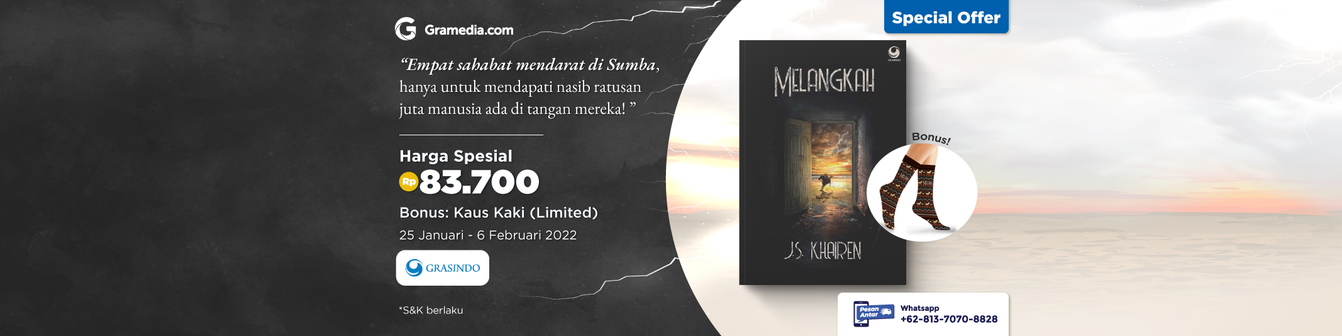 Gramedia.com
“Empat sahabat mendarat di Sumba,
hanya untuk mendapati nasib ratusan
juta manusia ada di tangan mereka! ”
Harga Spesial
Rp 83.700
Bonus: Kaus Kaki (Limited)
25 Januari - 6 Februari 2022
GRASINDO
*S&K berlaku
Special Offer
MELANGKAH
J.S. KHAIREN
Bonus!
Pesan Antar
Whatsapp
+62-813-7070-8828